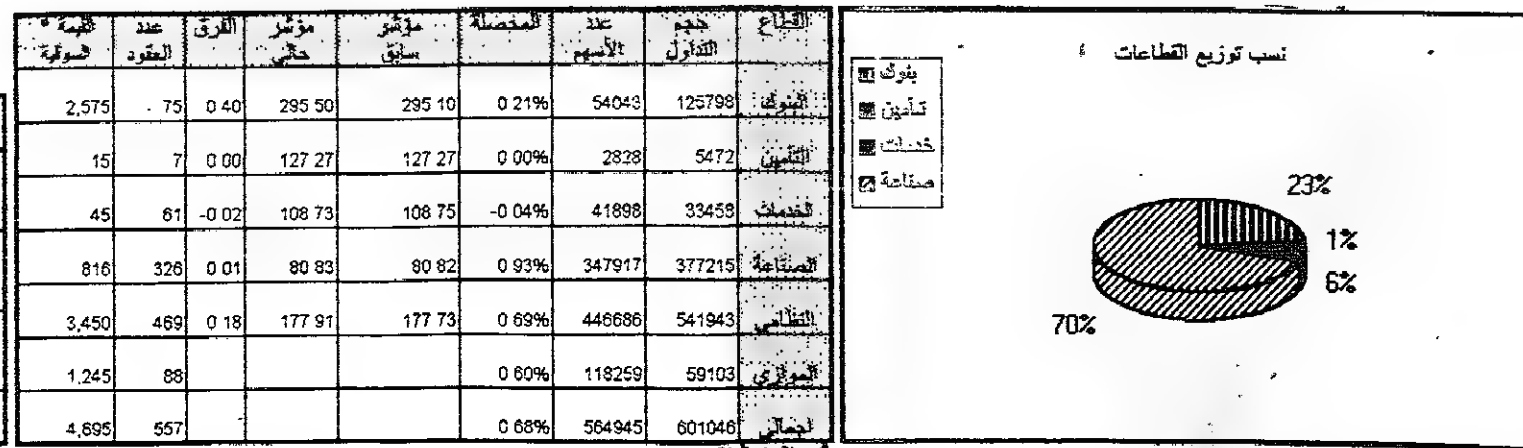 القطاع حجم التداول عدد الأسهم المحصلة مؤشر سابق مؤشر حالي الفرق عدد العقود القيمة السوقية
البنوك 125798 54043 0 21% 295 10 295 50 0 40 75 2,575
التأمين 5472 2828 0 00% 127 27 127 27 0 00 7 15
الخدمات 33458 41898 -0 04% 108 75 108 73 -0 02 61 45
الصناعة 377215 347917 0 93% 80 82 80 83 0 01 326 816
النظامي 541943 446686 0 69% 177 73 177 91 0 18 469 3,450
الموازي 59103 118259 0 60% 88 1,245
اجمالي 601046 564945 0 68% 557 4,695
نسب توزيع القطاعات
بنوك
تأمين
خدمات
صناعة
23%
1%
6%
70%